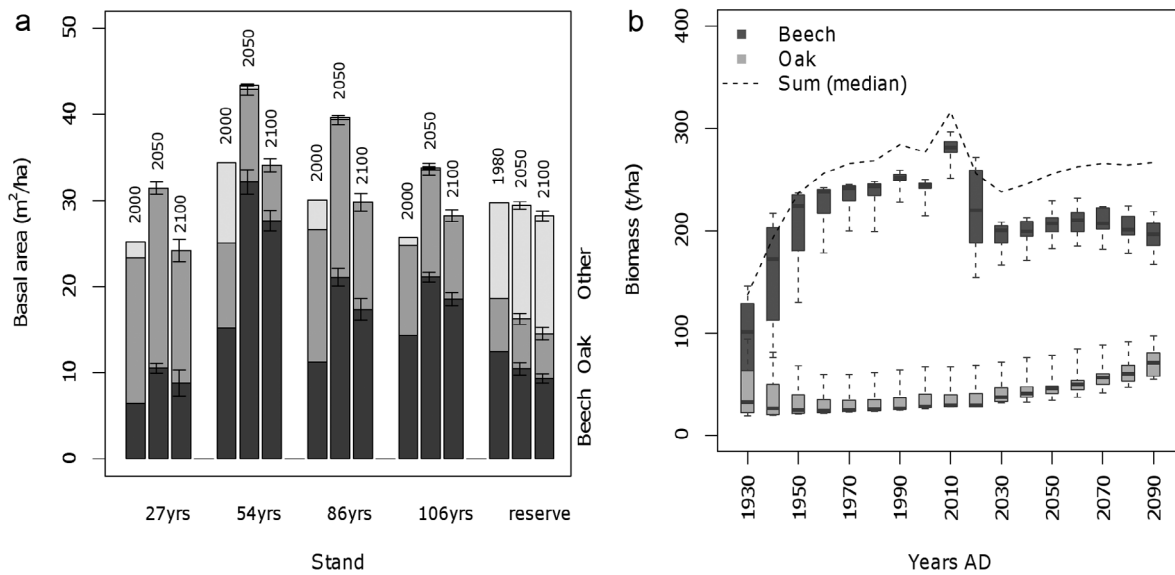 a
Basal area (m²/ha)
50
40
30
20
10
0
2000
2050
2100
2000
2050
2100
2000
2050
2100
2000
2050
2100
1980
2050
2100
Beech Oak Other
27yrs 54yrs 86yrs 106yrs reserve
Stand
b
Biomass (t/ha)
400
300
200
100
0
Beech
Oak
Sum (median)
1930 1950 1970 1990 2010 2030 2050 2070 2090
Years AD